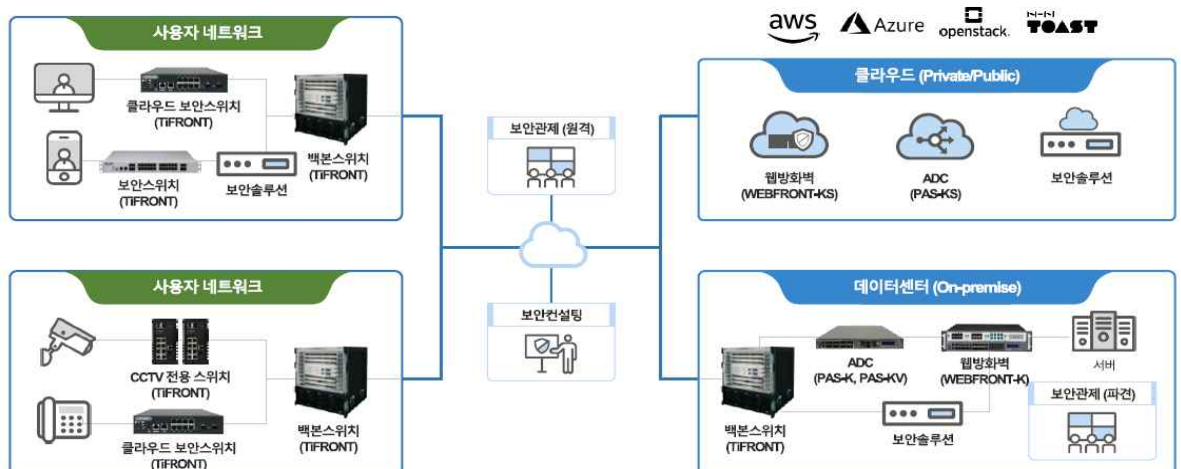 사용자 네트워크
클라우드 보안스위치
(TiFRONT)
보안스위치
(TiFRONT)
보안솔루션
백본스위치
(TiFRONT)
사용자 네트워크
CCTV 전용 스위치
(TiFRONT)
클라우드 보안스위치
(TiFRONT)
백본스위치
(TiFRONT)
보안관제 (원격)
보안컨설팅
aws
Azure
openstack.
TOAST
클라우드 (Private/Public)
웹방화벽
(WEBFRONT-KS)
ADC
(PAS-KS)
보안솔루션
데이터센터 (On-premise)
백본스위치
(TiFRONT)
ADC
(PAS-K, PAS-KV)
웹방화벽
(WEBFRONT-K)
서버
보안솔루션
보안관제 (파견)